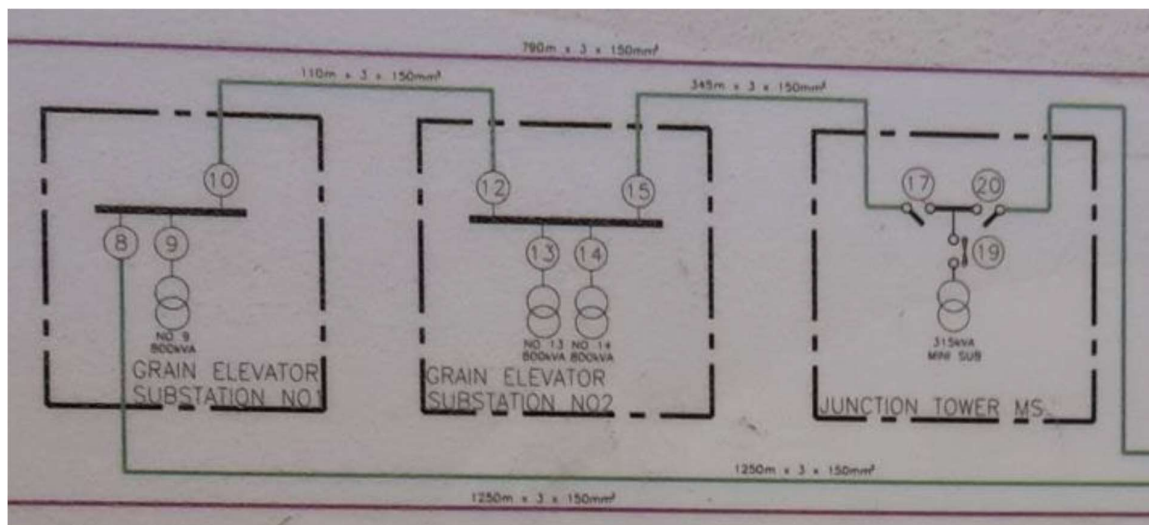 790m x 3 x 150mm²
110m x 3 x 150mm²
345m x 3 x 150mm²
10
12
15
17
20
8
9
13
14
19
NO 9
800kVA
NO 13
800kVA
NO 14
800kVA
315kVA
MINI SUB
GRAIN ELEVATOR
SUBSTATION NO1
GRAIN ELEVATOR
SUBSTATION NO2
JUNCTION TOWER MS
1250m x 3 x 150mm²
1250m x 3 x 150mm²